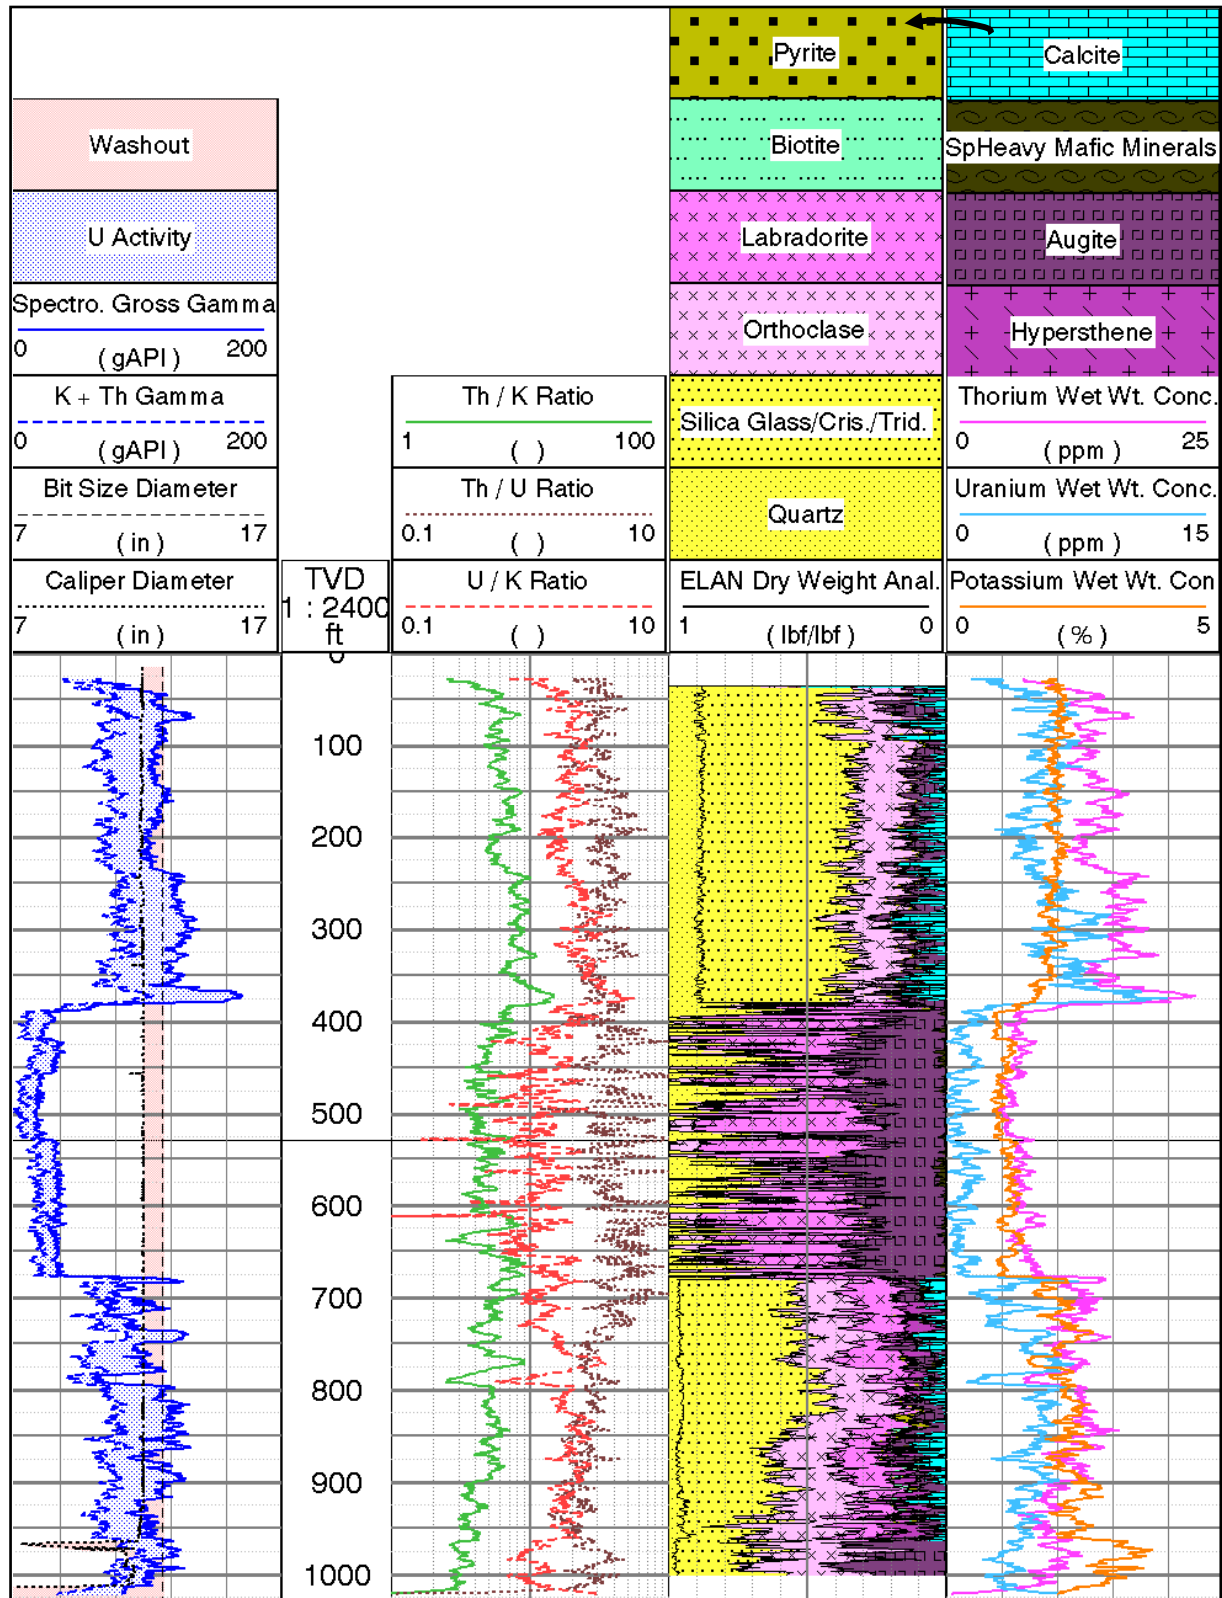 Pyrite
Calcite
Washout
Biotite
SpHeavy Mafic Minerals
U Activity
Labradorite
Augite
Spectro. Gross Gamma
0 (gAPI) 200
Orthoclase
Hypersthene
K + Th Gamma
0 (gAPI) 200
Th / K Ratio
1 ( ) 100
Silica Glass/Cris./Trid.
Thorium Wet Wt. Conc.
0 (ppm) 25
Bit Size Diameter
7 (in) 17
Th / U Ratio
0.1 ( ) 10
Quartz
Uranium Wet Wt. Conc.
0 (ppm) 15
Caliper Diameter
7 (in) 17
TVD
1 : 2400
ft
U / K Ratio
0.1 ( ) 10
ELAN Dry Weight Anal.
1 (lbf/lbf) 0
Potassium Wet Wt. Con
0 (%) 5
0
100
200
300
400
500
600
700
800
900
1000